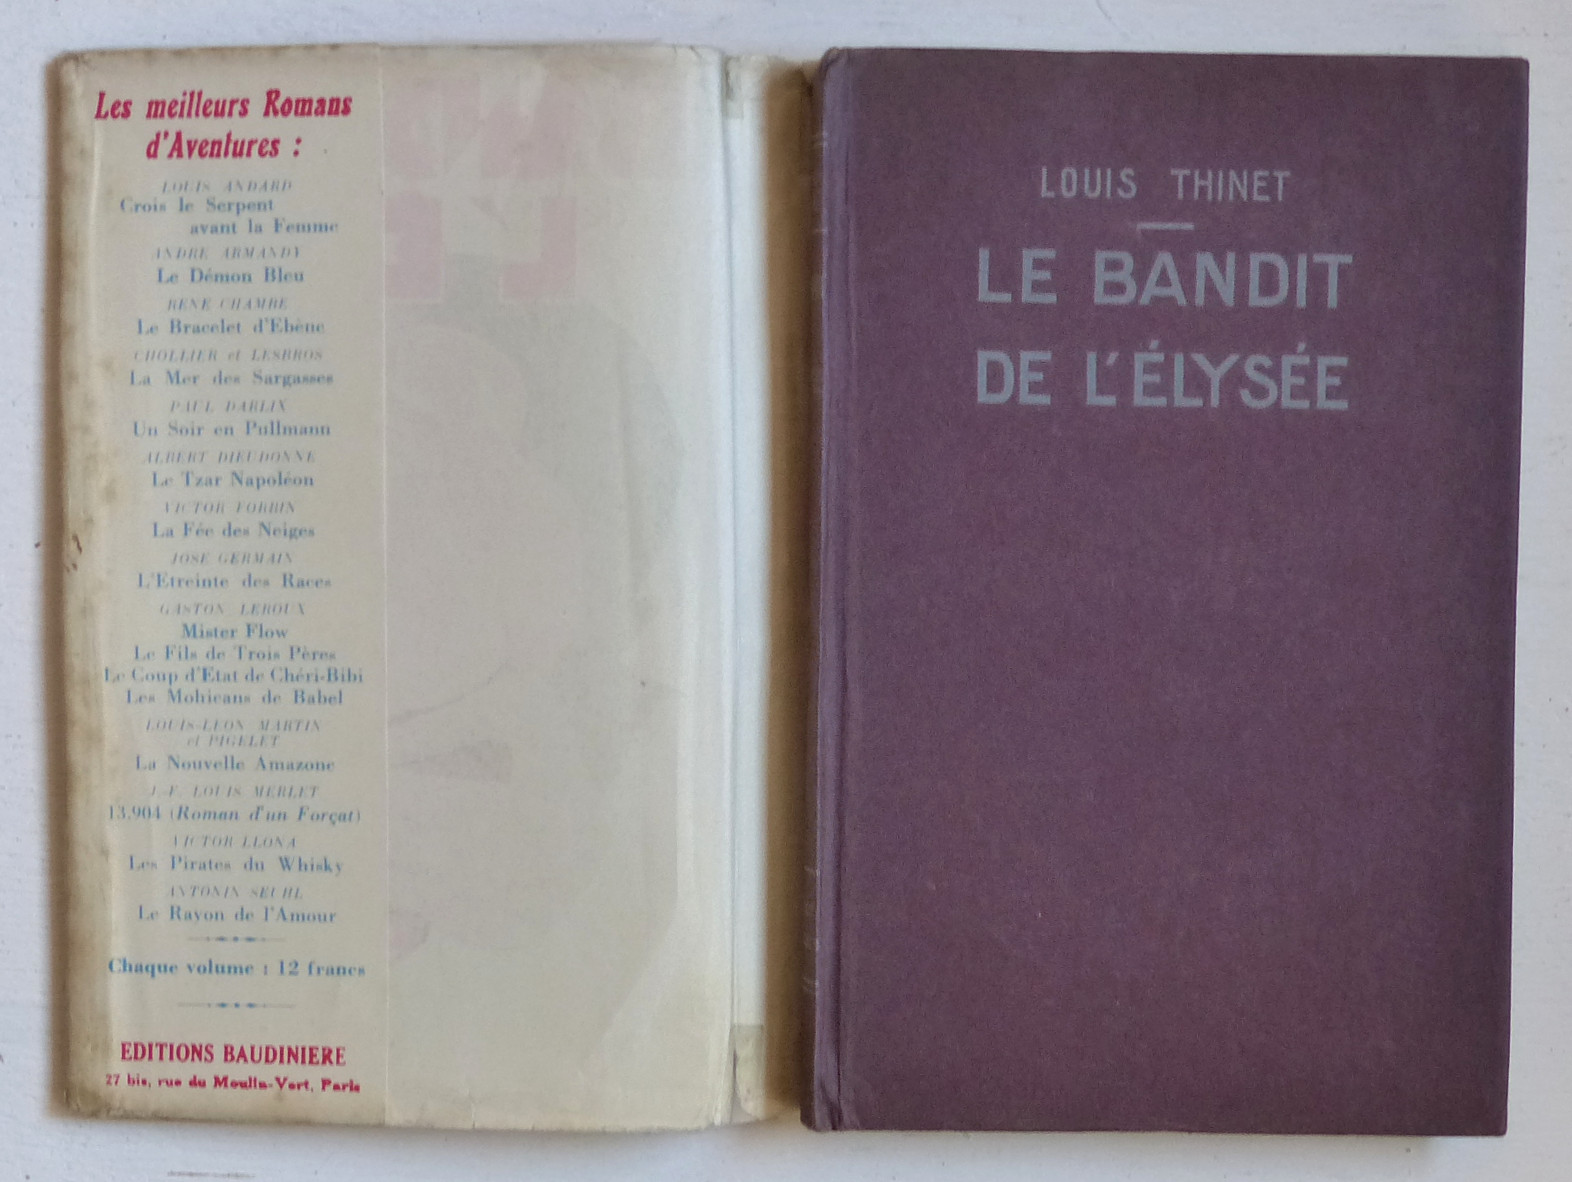 Les meilleurs Romans
d'Aventures :
LOUIS ANDARD
Crois le Serpent
avant la Femme
ANDRE ARMANDY
Le Démon Bleu
RENE CHAMBE
Le Bracelet d'Ebène
CHOLLIER et LESBROS
La Mer des Sargasses
PAUL DARLIX
Un Soir en Pullmann
ALBERT DIEUDONNE
Le Tzar Napoléon
VICTOR FORBIN
La Fée des Neiges
JOSE GERMAIN
L'Etreinte des Races
GASTON LEROUX
Mister Flow
Le Fils de Trois Pères
Le Coup d'Etat de Chéri-Bibi
Les Mohicans de Babel
LOUIS-LEON MARTIN
et PIGELET
La Nouvelle Amazone
J.-F. LOUIS MERLET
13.904 (Roman d'un Forçat)
VICTOR LLONA
Les Pirates du Whisky
ANTONIN SEUHL
Le Rayon de l'Amour
Chaque volume : 12 francs
EDITIONS BAUDINIERE
27 bis, rue du Moulin-Vert, Paris
LOUIS THINET
LE BANDIT
DE L'ÉLYSÉE